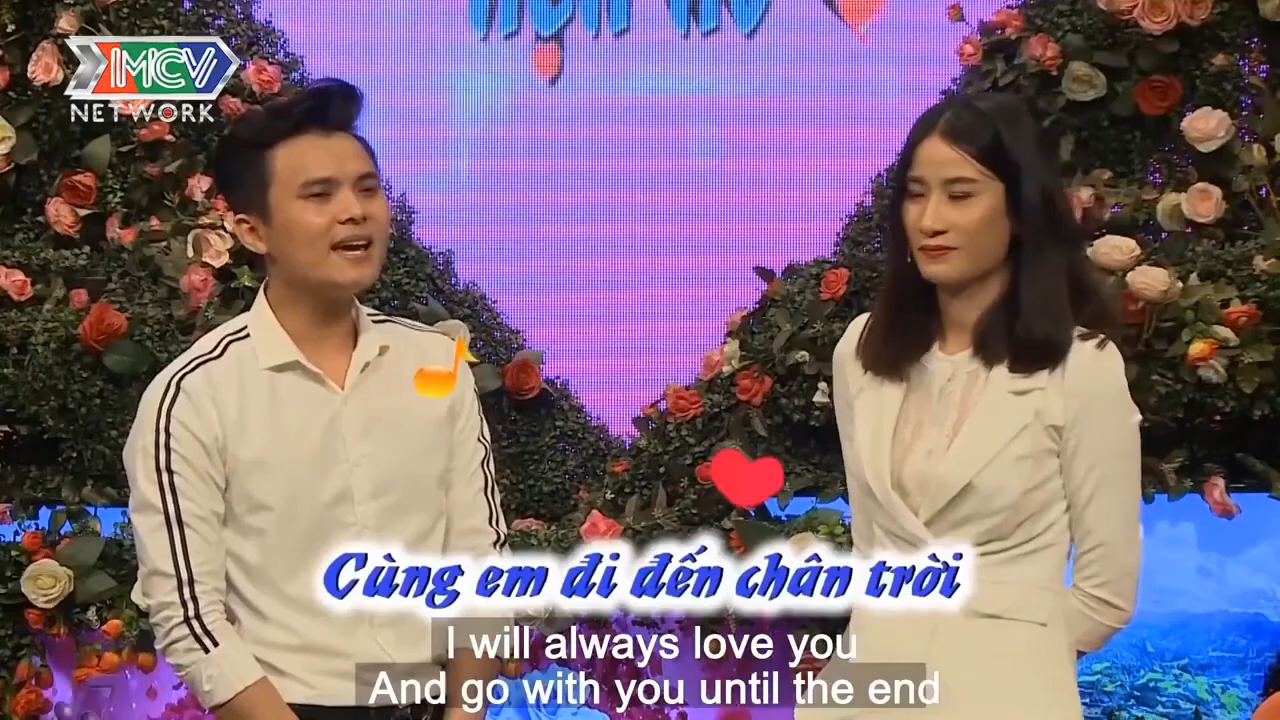 MCV
NETWORK
Cùng em đi đến chân trời
I will always love you
And go with you until the end